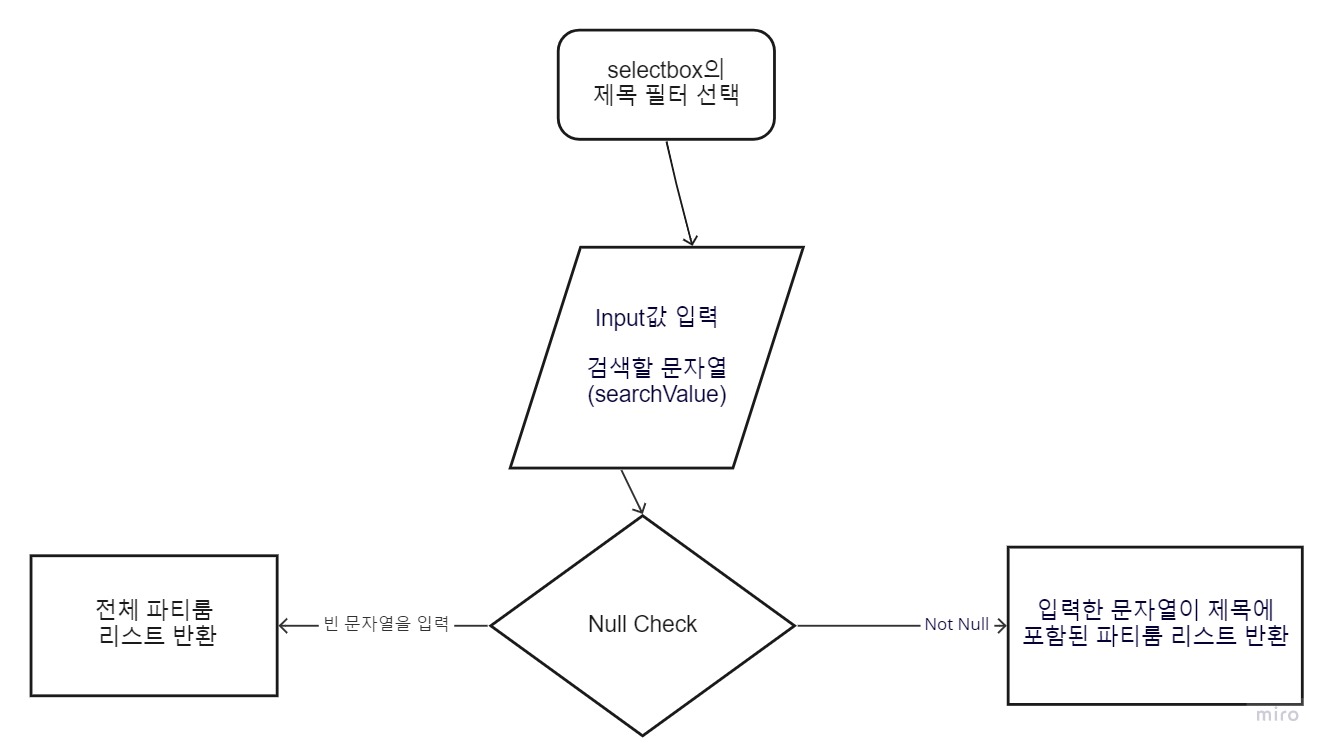 selectbox의
제목 필터 선택
Input값 입력
검색할 문자열
(searchValue)
Null Check
빈 문자열을 입력
전체 파티룸
리스트 반환
Not Null
입력한 문자열이 제목에
포함된 파티룸 리스트 반환
miro